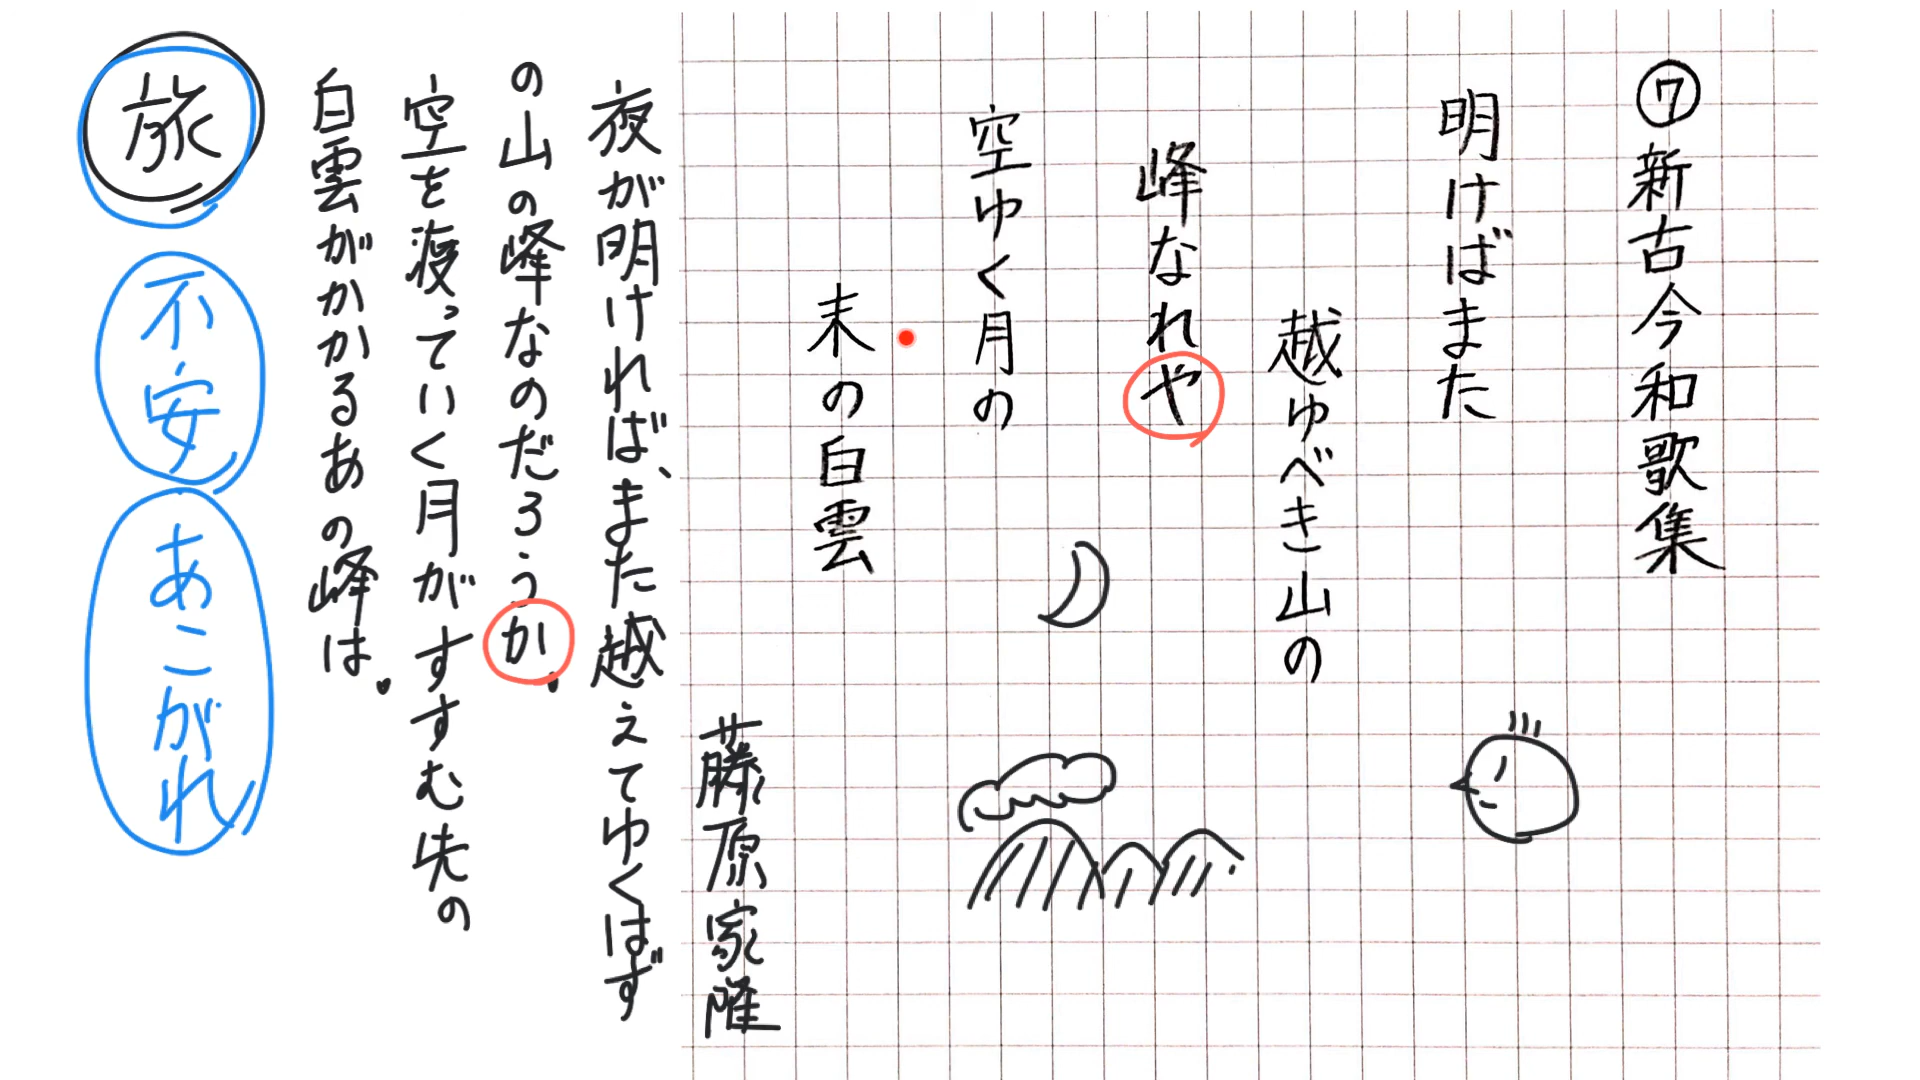 ⑦新古今和歌集
明けばまた
越ゆべき山の
峰なれや
空ゆく月の
末の白雲
藤原家隆
夜が明ければ、また越えてゆくはず
の山の峰なのだろうか。
空を渡っていく月がすすむ先の
白雲がかかるあの峰は。
旅
不安
あこがれ